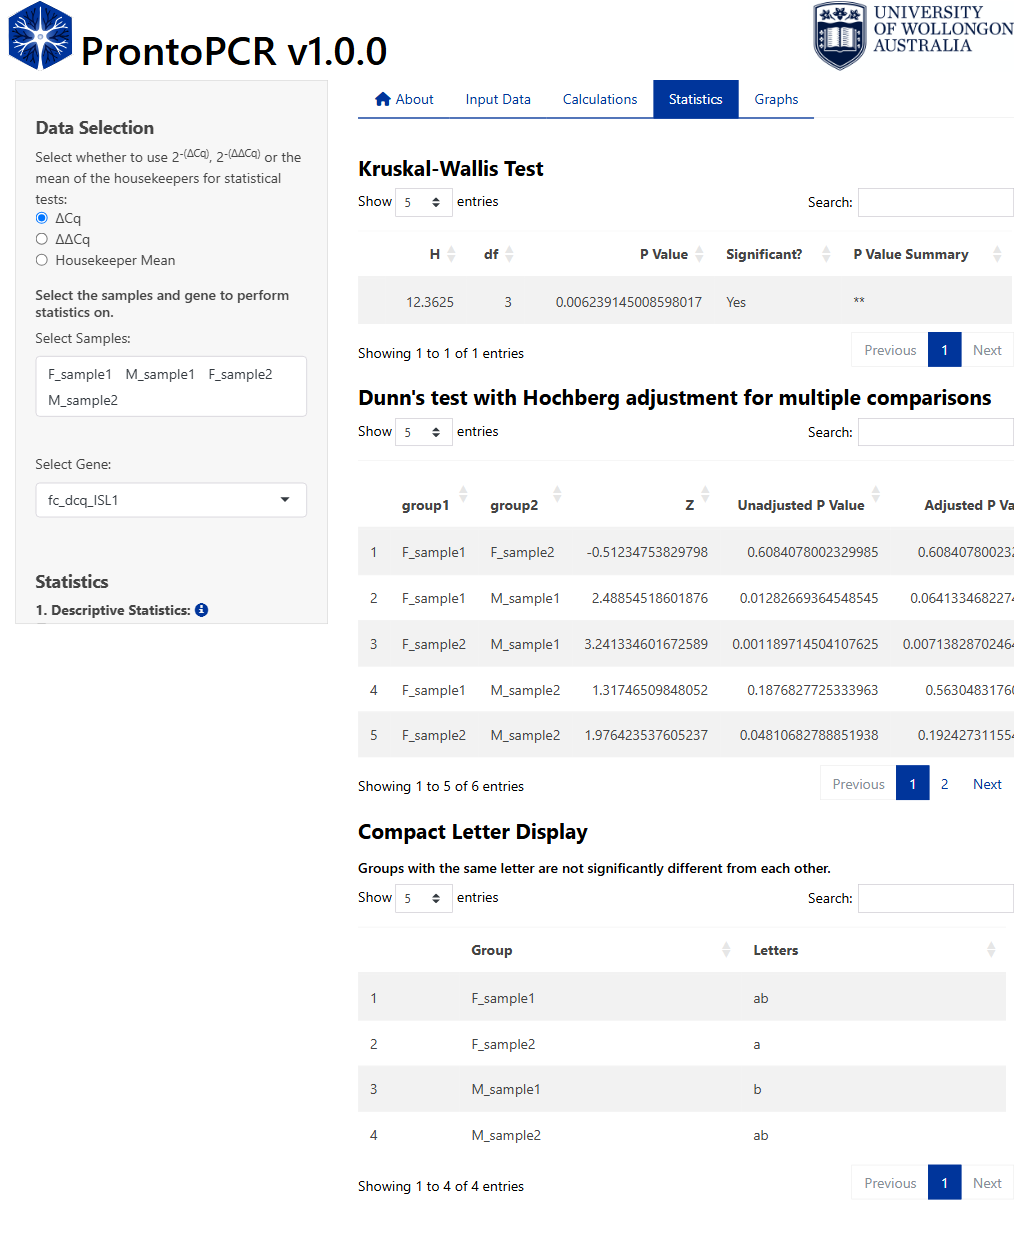 ProntoPCR v1.0.0
UNIVERSITY
OF WOLLONGONG
AUSTRALIA
About Input Data Calculations Statistics Graphs
Data Selection
Select whether to use 2-(ΔCq), 2-(ΔΔCq) or the
mean of the housekeepers for statistical
tests:
ΔCq
ΔΔCq
Housekeeper Mean
Select the samples and gene to perform
statistics on.
Select Samples:
F_sample1 M_sample1 F_sample2
M_sample2
Select Gene:
fc_dcq_ISL1
Statistics
1. Descriptive Statistics:
Kruskal-Wallis Test
Show 5 entries Search:
H df P Value Significant? P Value Summary
12.3625 3 0.006239145008598017 Yes **
Showing 1 to 1 of 1 entries Previous 1 Next
Dunn's test with Hochberg adjustment for multiple comparisons
Show 5 entries Search:
group1 group2 Z Unadjusted P Value Adjusted P Va
1 F_sample1 F_sample2 -0.51234753829798 0.6084078002329985 0.60840780023
2 F_sample1 M_sample1 2.48854518601876 0.01282669364548545 0.0641334682274
3 F_sample2 M_sample1 3.241334601672589 0.001189714504107625 0.00713828702464
4 F_sample1 M_sample2 1.31746509848052 0.1876827725333963 0.5630483176
5 F_sample2 M_sample2 1.976423537605237 0.04810682788851938 0.192427311554
Showing 1 to 5 of 6 entries Previous 1 2 Next
Compact Letter Display
Groups with the same letter are not significantly different from each other.
Show 5 entries Search:
Group Letters
1 F_sample1 ab
2 F_sample2 a
3 M_sample1 b
4 M_sample2 ab
Showing 1 to 4 of 4 entries Previous 1 Next